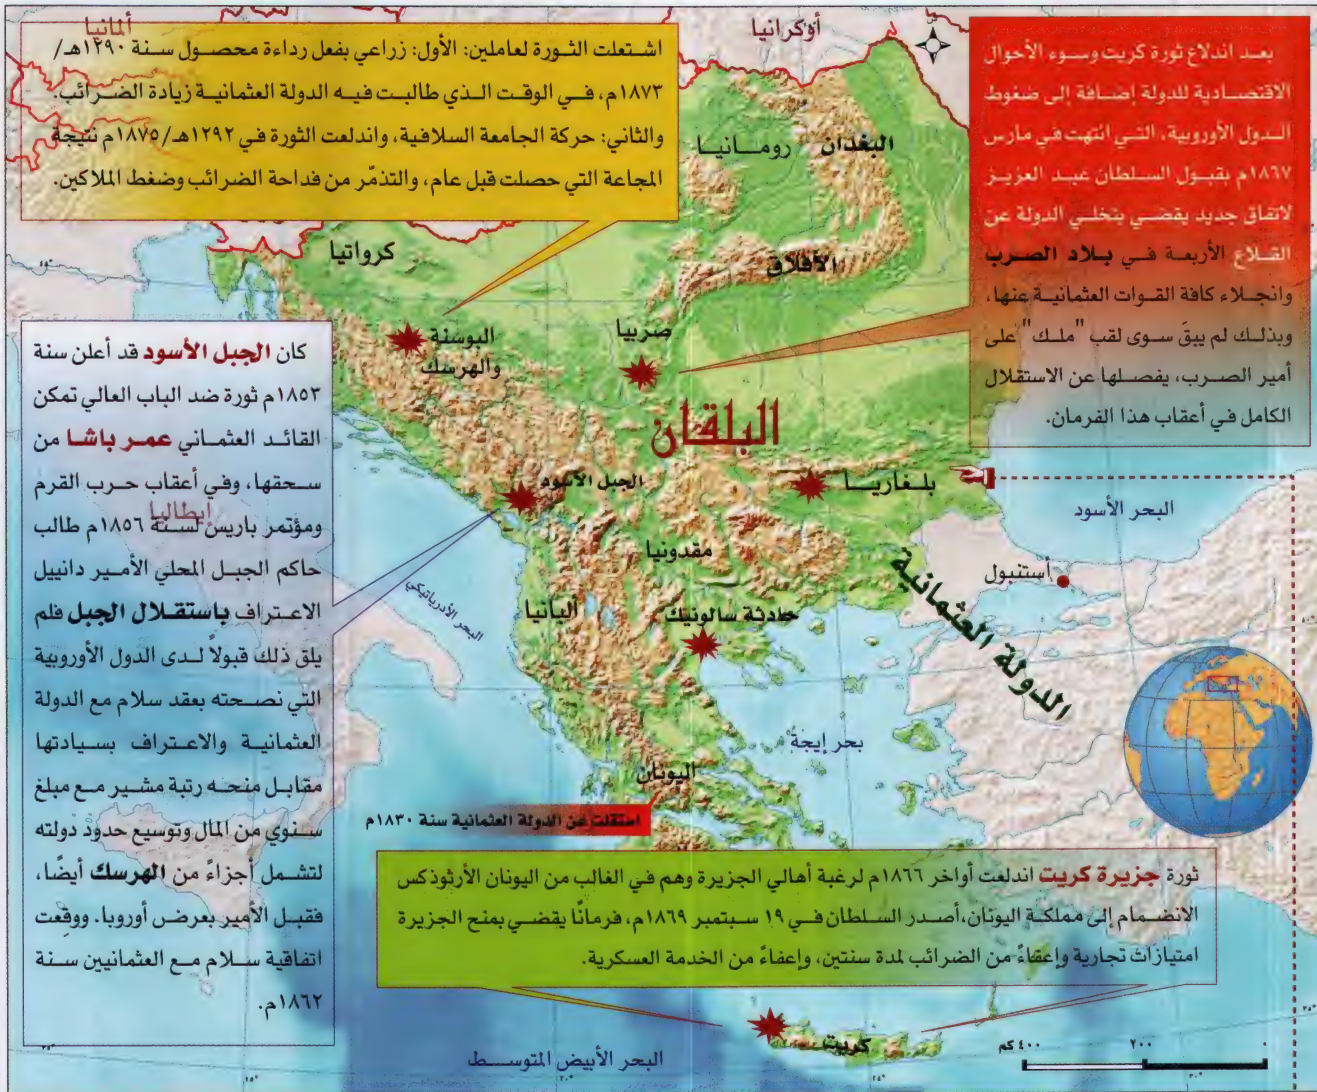 بعد اندلاع ثورة كريت وسوء الأحوال
الاقتصادية للدولة إضافة إلى ضغوط
الدول الأوروبية، التي انتهت في مارس
١٨٦٧م بقبول السلطان عبد العزيز
لاتفاق جديد يقضي بتخلي الدولة عن
القلاع الأربعة في بلاد الصرب
وانجلاء كافة القوات العثمانية عنها،
وبذلك لم يبقَ سوى لقب "ملك" على
أمير الصرب، يفصلها عن الاستقلال
الكامل في أعقاب هذا الفرمان.
اشتعلت الثورة لعاملين: الأول: زراعي بفعل رداءة محصول سنة ١٢٩٠هـ/
١٨٧٣م، في الوقت الذي طالبت فيه الدولة العثمانية زيادة الضرائب.
والثاني: حركة الجامعة السلافية، واندلعت الثورة في ١٢٩٢هـ/١٨٧٥م نتيجة
المجاعة التي حصلت قبل عام، والتذمّر من فداحة الضرائب وضغط الملاكين.
كان الجبل الأسود قد أعلن سنة
١٨٥٣م ثورة ضد الباب العالي تمكن
القائد العثماني عمر باشا من
سحقها، وفي أعقاب حرب القرم
ومؤتمر باريس لسنة ١٨٥٦م طالب
حاكم الجبل المحلي الأمير دانييل
الاعتراف باستقلال الجبل فلم
يلق ذلك قبولاً لدى الدول الأوروبية
التي نصحته بعقد سلام مع الدولة
العثمانية والاعتراف بسيادتها
مقابل منحه رتبة مشير مع مبلغ
سنوي من المال وتوسيع حدود دولته
لتشمل أجزاءً من الهرسك أيضًا،
فقبل الأمير بعرض أوروبا. ووقعت
اتفاقية سلام مع العثمانيين سنة
١٨٦٢م.
أوكرانيا
ألمانيا
البغدان
رومانيا
الأفلاق
كرواتيا
صربيا
البوسنة
والهرسك
البلقان
الجبل الأسود
بلغاريا
البحر الأسود
إيطاليا
مقدونيا
أستنبول
الدولة العثمانية
البحر الأدرياتيكي
ألبانيا
حادثة سالونيك
بحر إيجة
اليونان
استقلت عن الدولة العثمانية سنة ١٨٣٠م
ثورة جزيرة كريت اندلعت أواخر ١٨٦٦م لرغبة أهالي الجزيرة وهم في الغالب من اليونان الأرثوذكس
الانضمام إلى مملكة اليونان، أصدر السلطان في ١٩ سبتمبر ١٨٦٩م، فرمانًا يقضي بمنح الجزيرة
امتيازات تجارية وإعفاءً من الضرائب لمدة سنتين، وإعفاءً من الخدمة العسكرية.
كريت
البحر الأبيض المتوسط
٠ ٢٠٠ ٤٠٠ كم